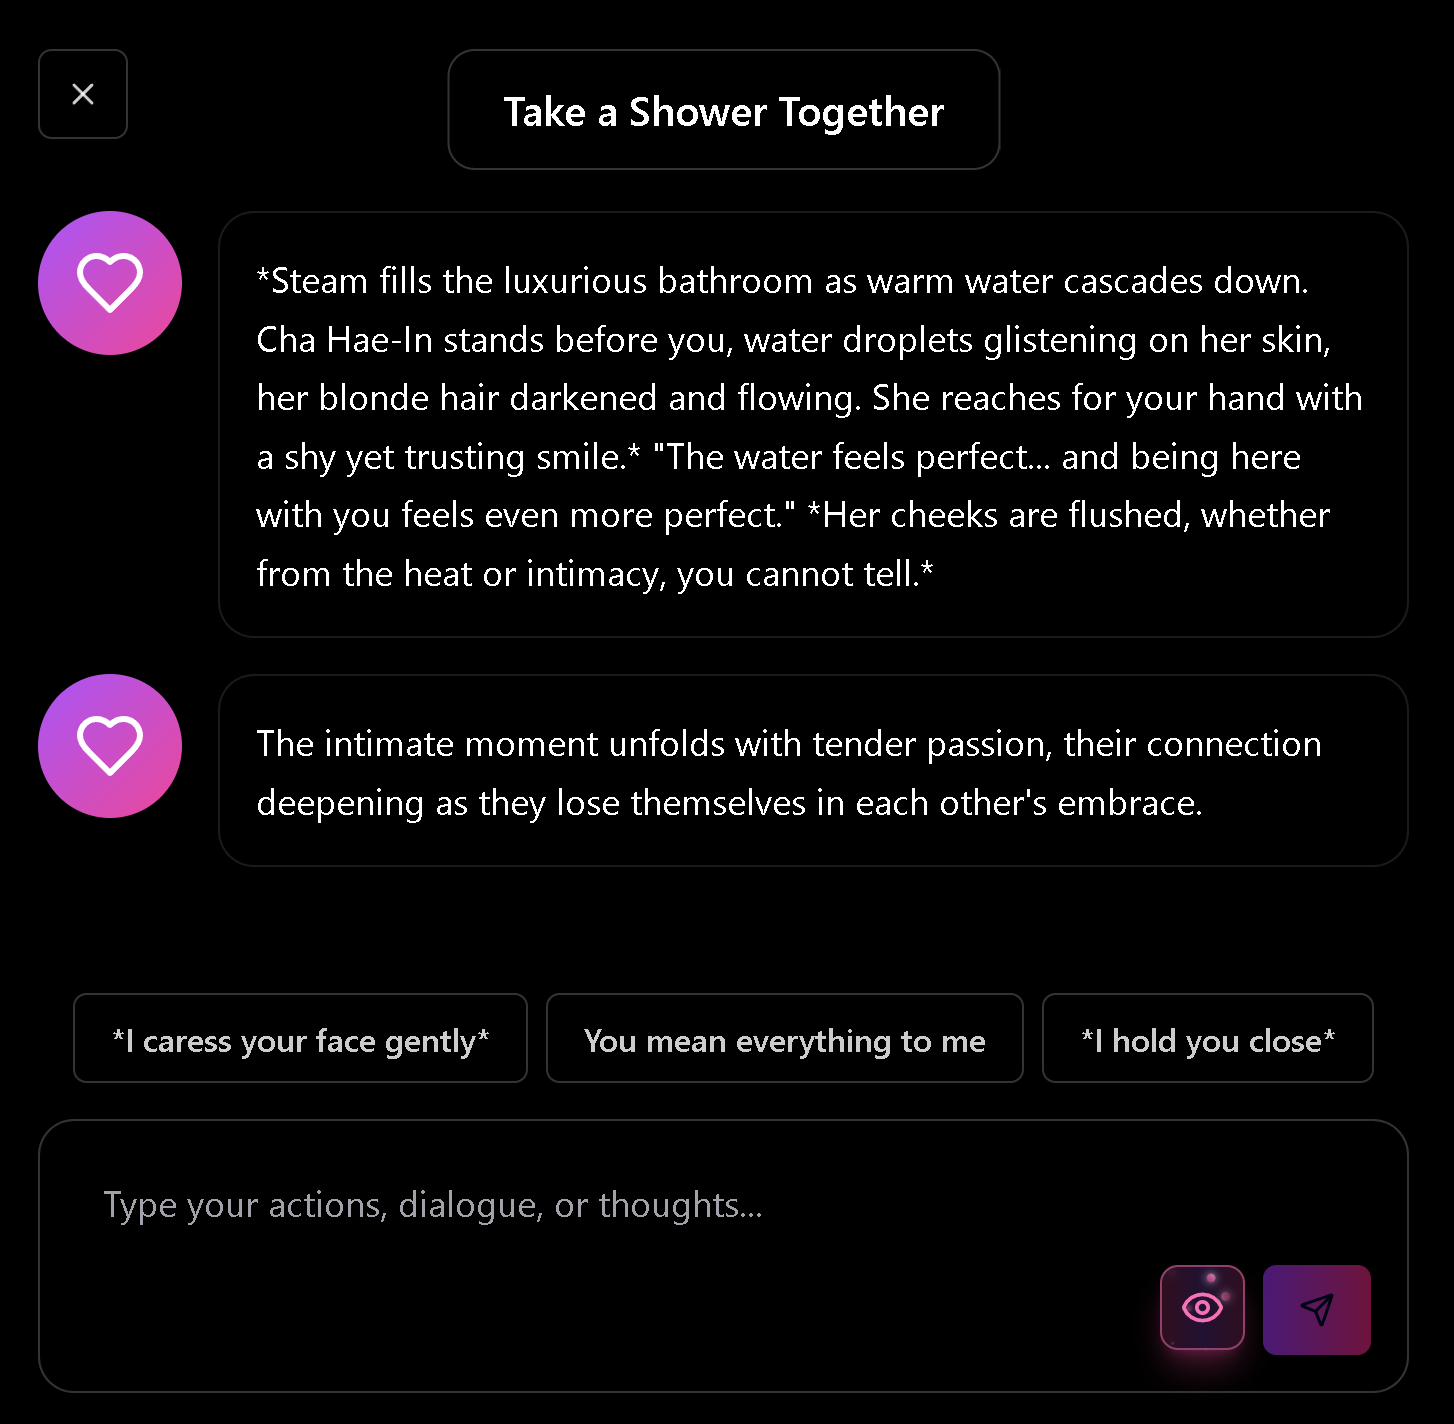 Take a Shower Together
*Steam fills the luxurious bathroom as warm water cascades down.
Cha Hae-In stands before you, water droplets glistening on her skin,
her blonde hair darkened and flowing. She reaches for your hand with
a shy yet trusting smile.* "The water feels perfect... and being here
with you feels even more perfect." *Her cheeks are flushed, whether
from the heat or intimacy, you cannot tell.*
The intimate moment unfolds with tender passion, their connection
deepening as they lose themselves in each other's embrace.
*I caress your face gently*
You mean everything to me
*I hold you close*
Type your actions, dialogue, or thoughts...